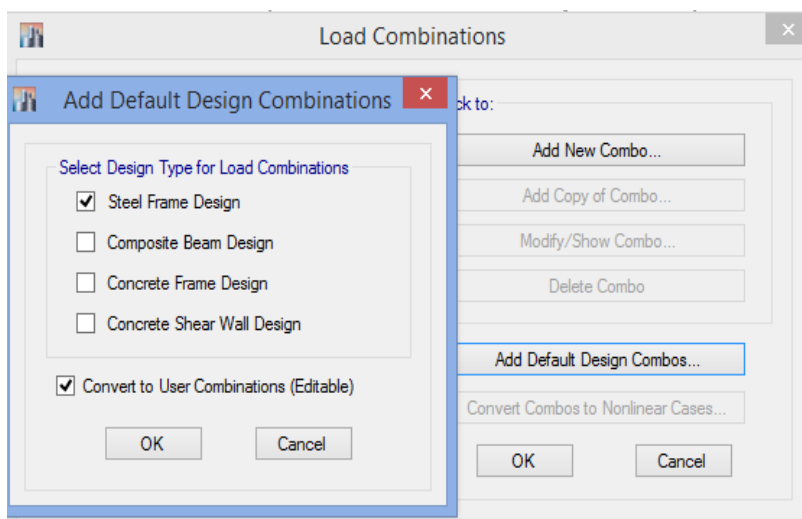 Load Combinations
Add Default Design Combinations
Select Design Type for Load Combinations
Steel Frame Design
Composite Beam Design
Concrete Frame Design
Concrete Shear Wall Design
Convert to User Combinations (Editable)
OK
Cancel
ck to:
Add New Combo...
Add Copy of Combo...
Modify/Show Combo...
Delete Combo
Add Default Design Combos...
Convert Combos to Nonlinear Cases...
OK
Cancel